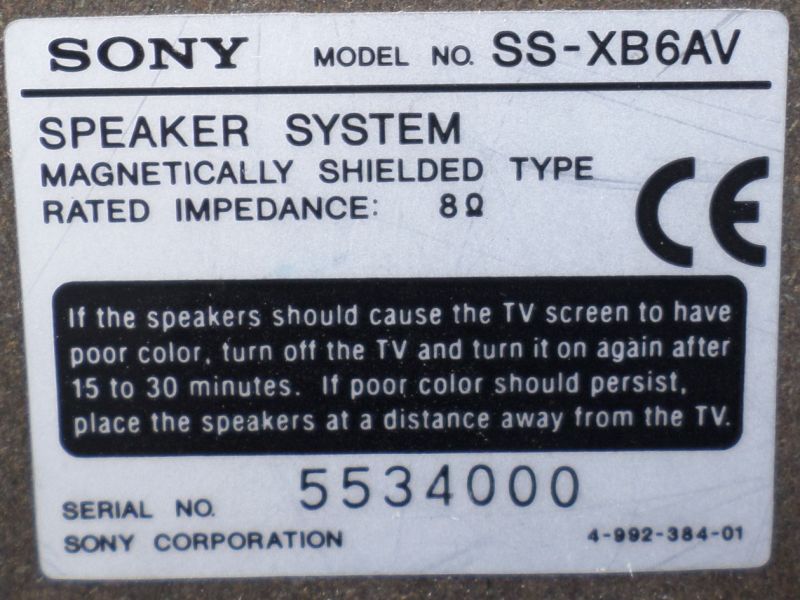 SONY MODEL NO. SS-XB6AV
SPEAKER SYSTEM
MAGNETICALLY SHIELDED TYPE
RATED IMPEDANCE: 8Ω
CE
If the speakers should cause the TV screen to have
poor color, turn off the TV and turn it on again after
15 to 30 minutes. If poor color should persist,
place the speakers at a distance away from the TV.
SERIAL NO. 5534000
SONY CORPORATION 4-992-384-01